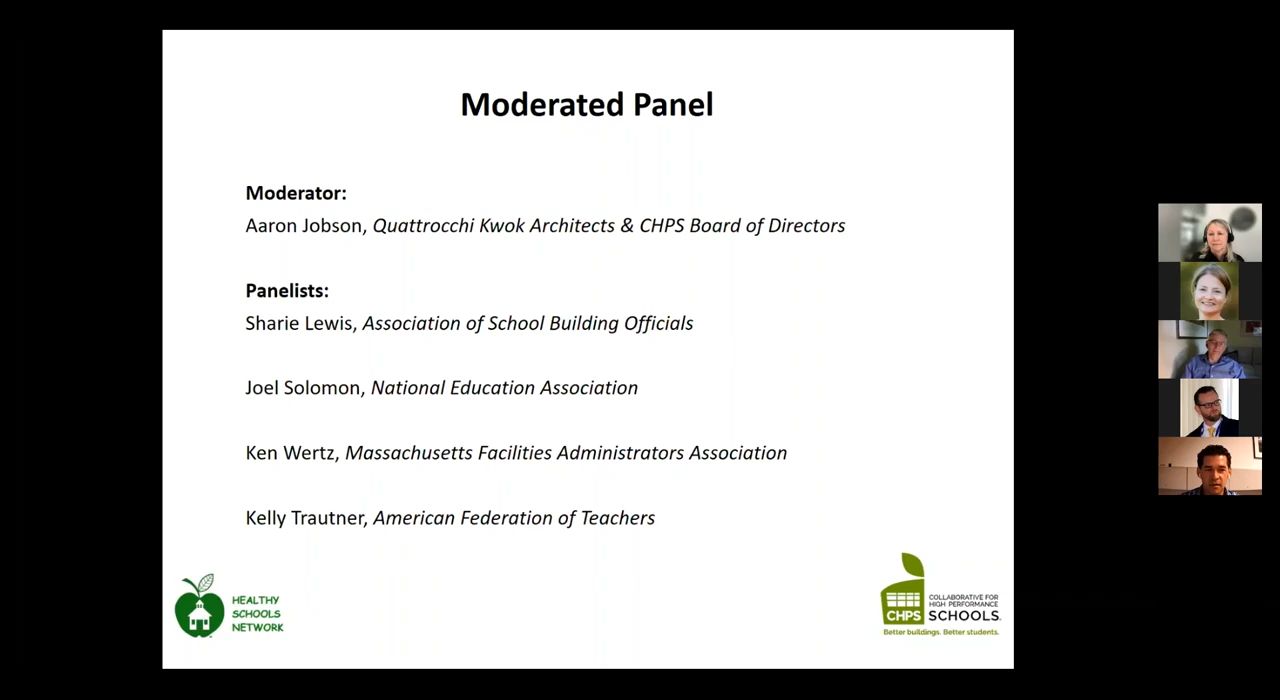 Moderated Panel
Moderator:
Aaron Jobson, Quattrocchi Kwok Architects & CHPS Board of Directors
Panelists:
Sharie Lewis, Association of School Building Officials
Joel Solomon, National Education Association
Ken Wertz, Massachusetts Facilities Administrators Association
Kelly Trautner, American Federation of Teachers
HEALTHY
SCHOOLS
NETWORK
CHPS
COLLABORATIVE FOR
HIGH PERFORMANCE
SCHOOLS.
Better buildings. Better students.